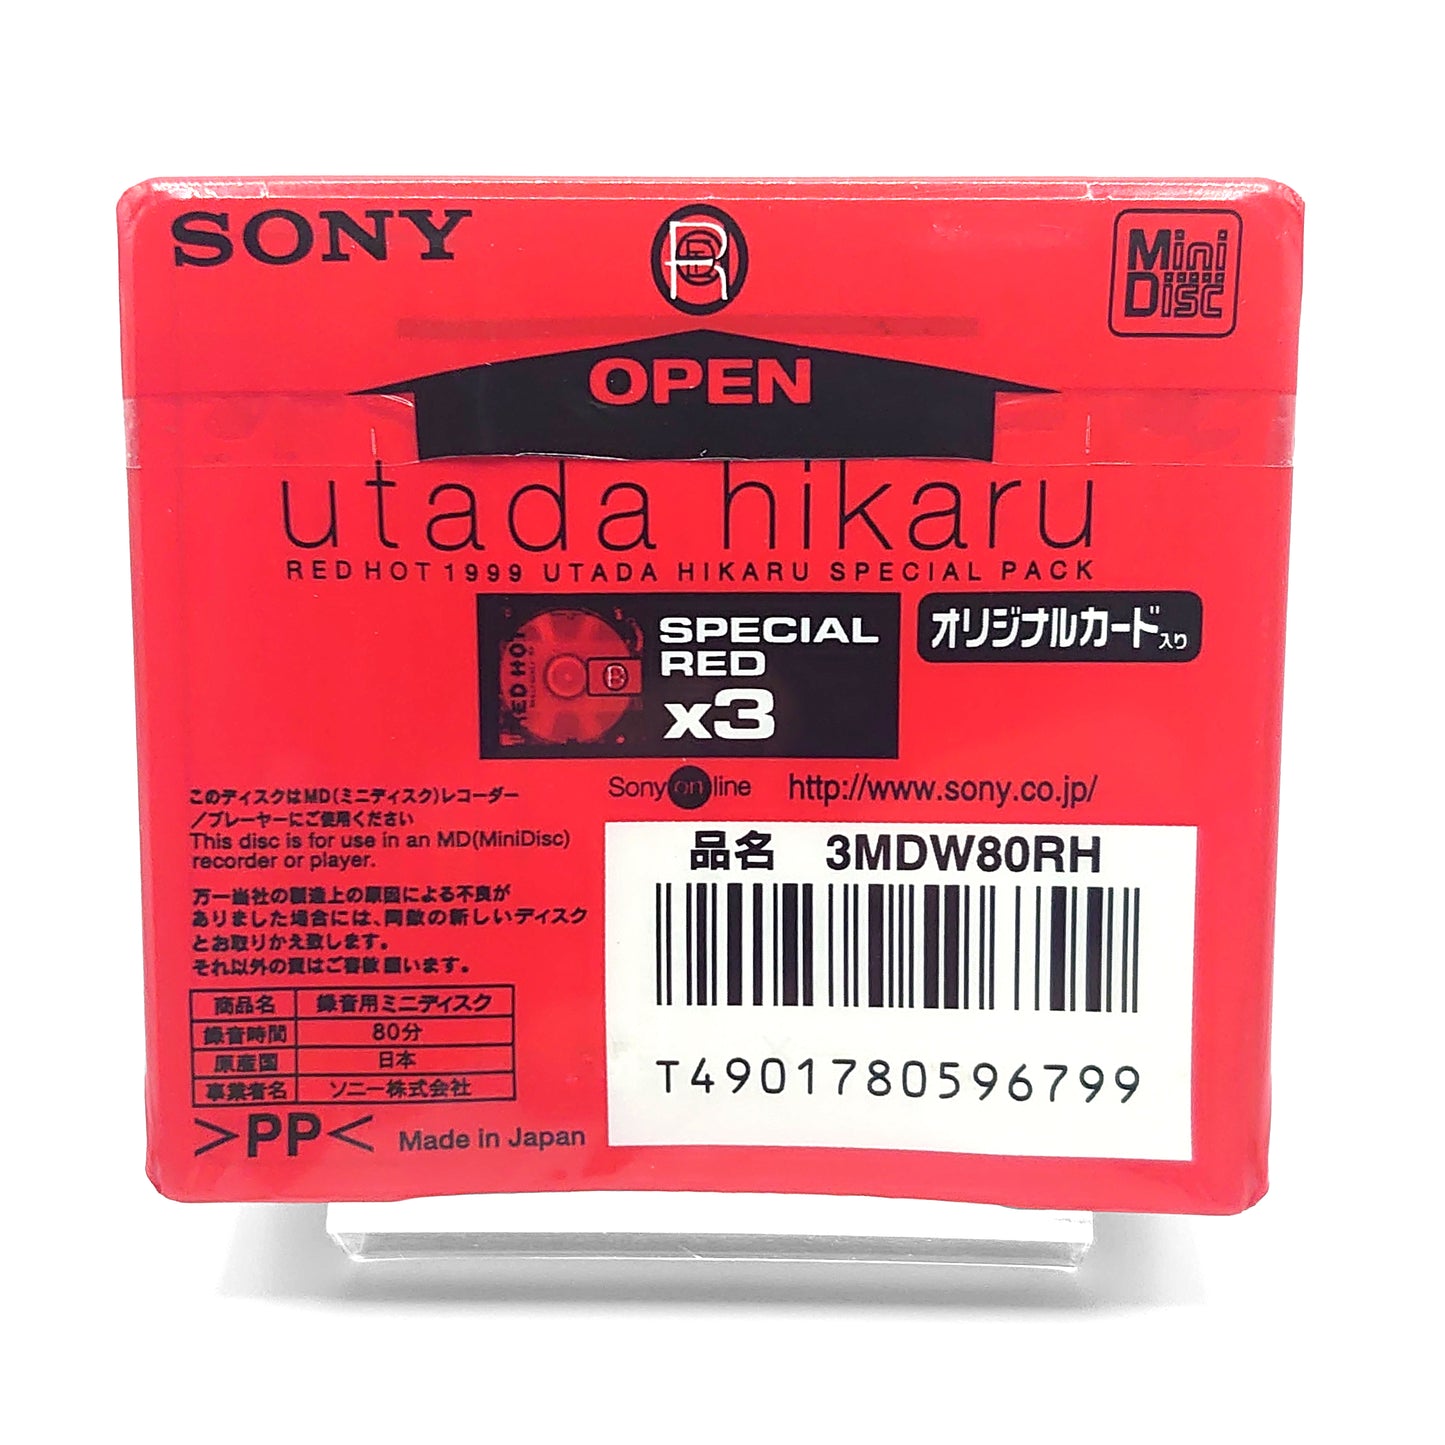 SONY
R
Mini
Disc
OPEN
utada hikaru
RED HOT 1999 UTADA HIKARU SPECIAL PACK
RED HOT
R
SPECIAL
RED
x3
オリジナルカード入り
Sony on line http://www.sony.co.jp/
このディスクはMD(ミニディスク)レコーダー
／プレーヤーにご使用ください
This disc is for use in an MD(MiniDisc)
recorder or player.
万一当社の製造上の原因による不良が
ありました場合には、同数の新しいディスク
とお取りかえ致します。
それ以外の責はご容赦願います。
商品名 録音用ミニディスク
録音時間 80分
原産国 日本
事業者名 ソニー株式会社
>PP< Made in Japan
品名 3MDW80RH
T4901780596799